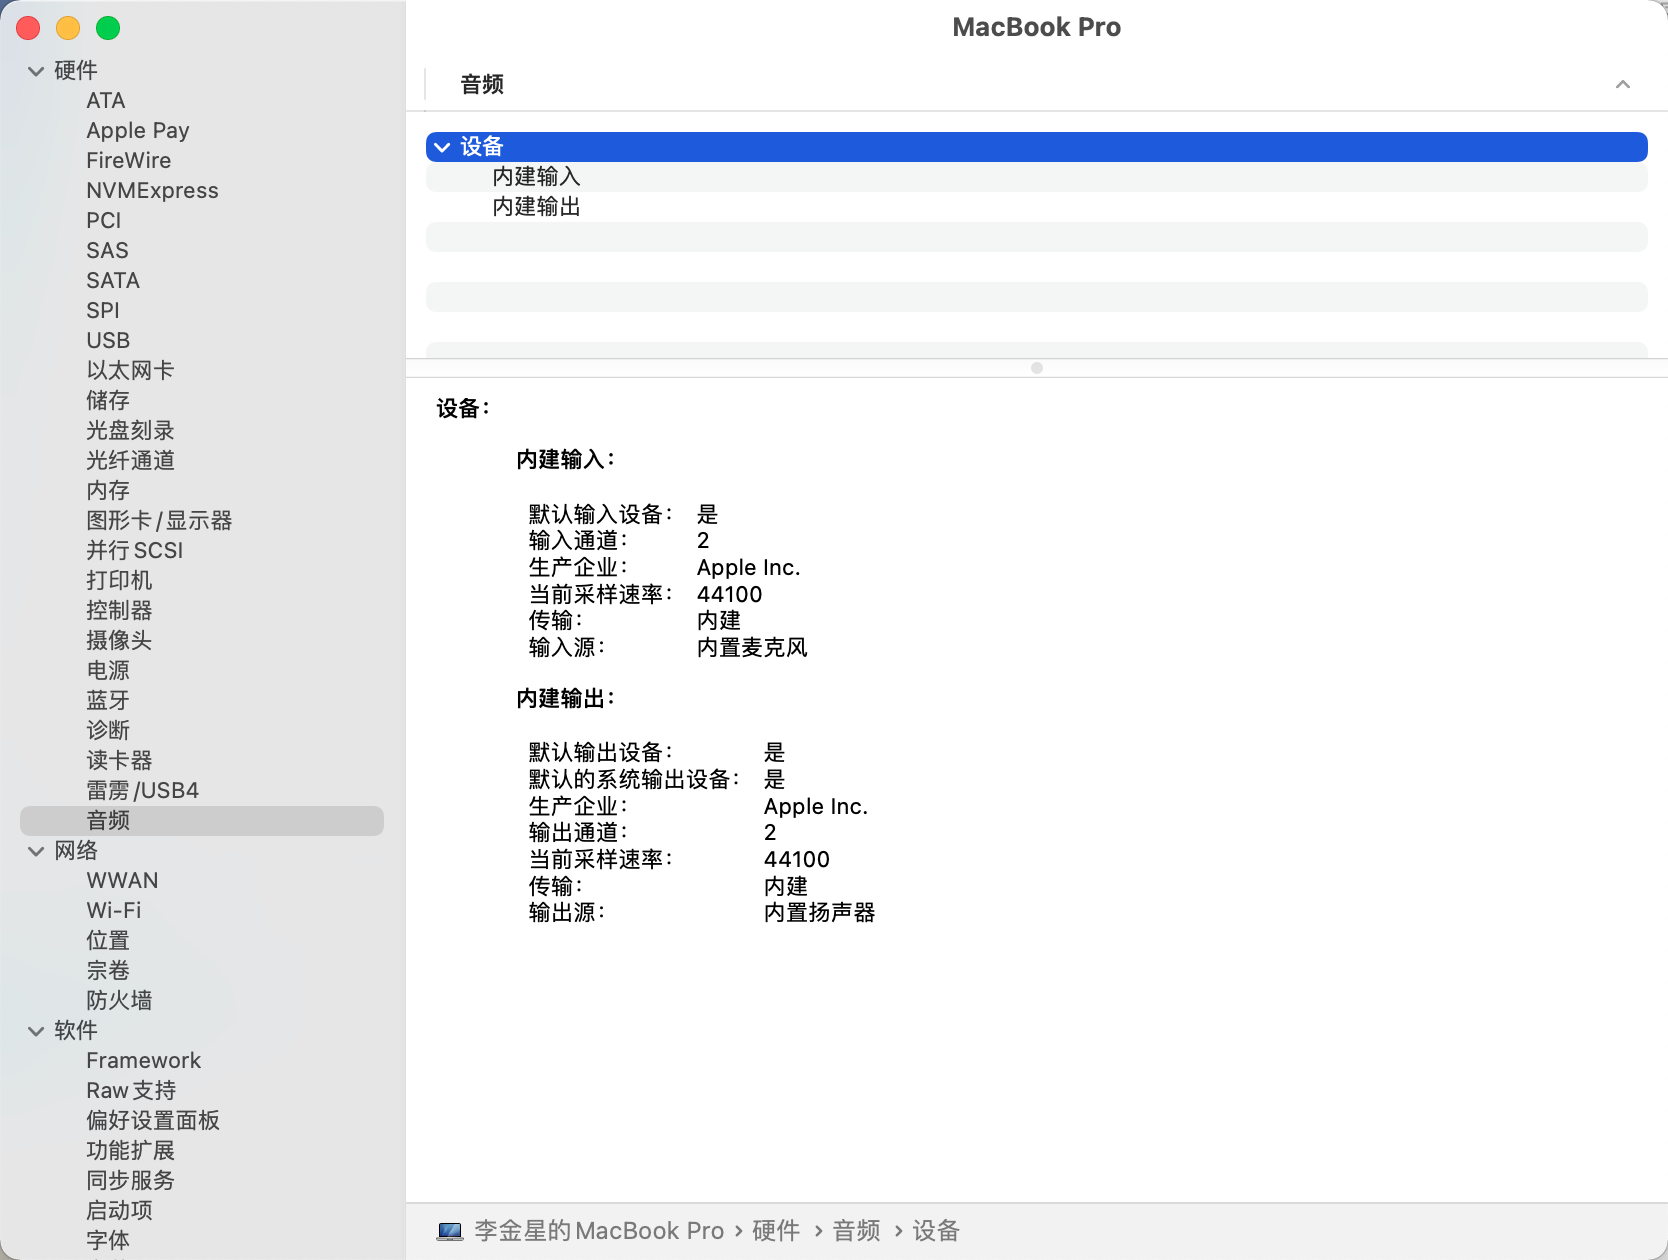 硬件
ATA
Apple Pay
FireWire
NVMExpress
PCI
SAS
SATA
SPI
USB
以太网卡
储存
光盘刻录
光纤通道
内存
图形卡/显示器
并行SCSI
打印机
控制器
摄像头
电源
蓝牙
诊断
读卡器
雷雳/USB4
音频
网络
WWAN
Wi-Fi
位置
宗卷
防火墙
软件
Framework
Raw支持
偏好设置面板
功能扩展
同步服务
启动项
字体
MacBook Pro
音频
设备
内建输入
内建输出
设备：
内建输入：
默认输入设备： 是
输入通道： 2
生产企业： Apple Inc.
当前采样速率： 44100
传输： 内建
输入源： 内置麦克风
内建输出：
默认输出设备： 是
默认的系统输出设备： 是
生产企业： Apple Inc.
输出通道： 2
当前采样速率： 44100
传输： 内建
输出源： 内置扬声器
李金星的MacBook Pro › 硬件 › 音频 › 设备